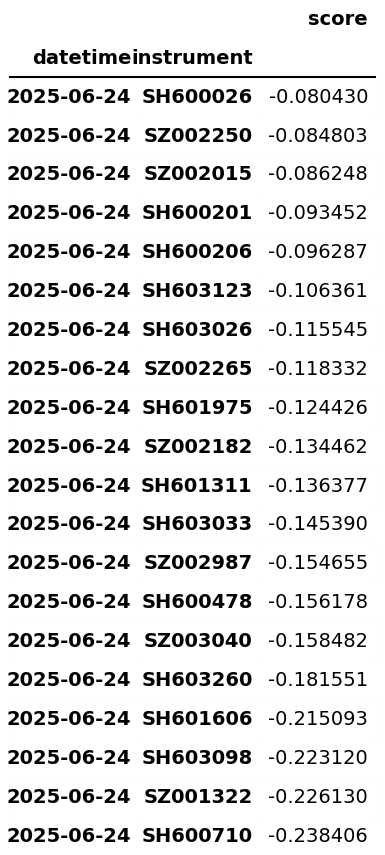 score
datetime instrument
2025-06-24 SH600026 -0.080430
2025-06-24 SZ002250 -0.084803
2025-06-24 SZ002015 -0.086248
2025-06-24 SH600201 -0.093452
2025-06-24 SH600206 -0.096287
2025-06-24 SH603123 -0.106361
2025-06-24 SH603026 -0.115545
2025-06-24 SZ002265 -0.118332
2025-06-24 SH601975 -0.124426
2025-06-24 SZ002182 -0.134462
2025-06-24 SH601311 -0.136377
2025-06-24 SH603033 -0.145390
2025-06-24 SZ002987 -0.154655
2025-06-24 SH600478 -0.156178
2025-06-24 SZ003040 -0.158482
2025-06-24 SH603260 -0.181551
2025-06-24 SH601606 -0.215093
2025-06-24 SH603098 -0.223120
2025-06-24 SZ001322 -0.226130
2025-06-24 SH600710 -0.238406